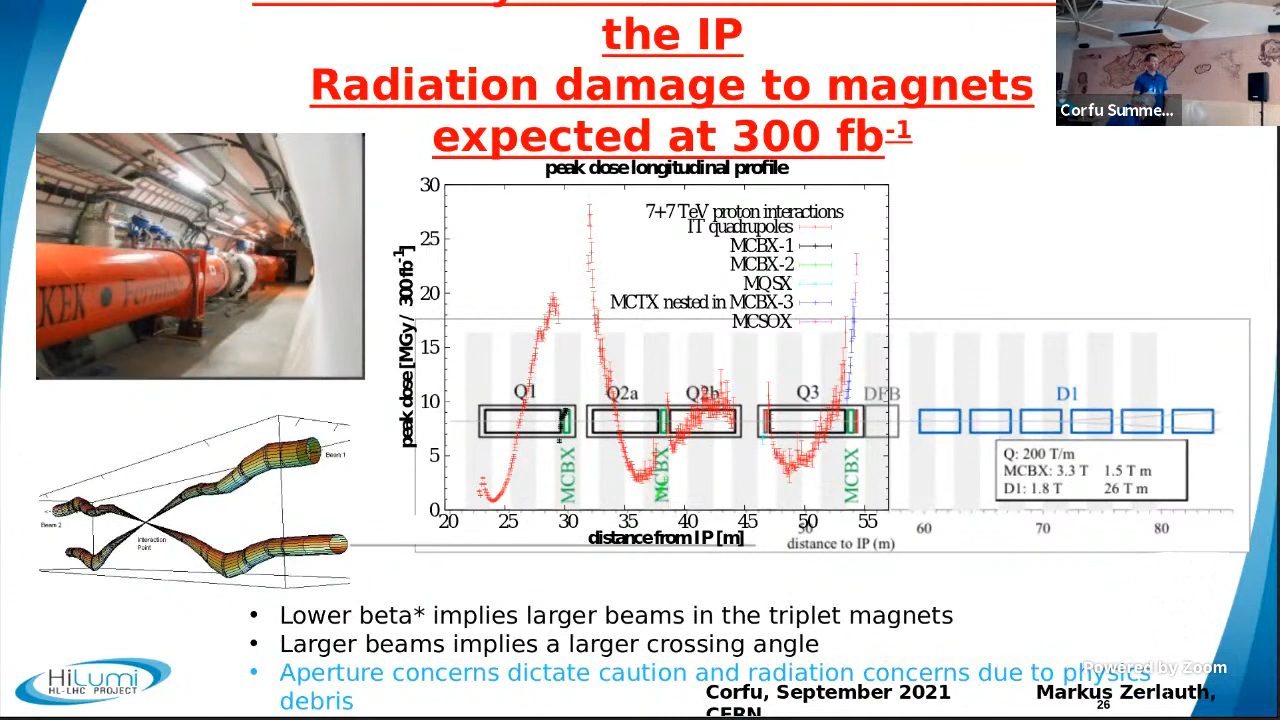 the IP
Radiation damage to magnets
expected at 300 fb-1
Corfu Summe...
peak dose longitudinal profile
30
25
20
15
10
5
0
peak dose [MGy / 300 fb-1]
7+7 TeV proton interactions
IT quadrupoles
MCBX-1
MCBX-2
MQSX
MCTX nested in MCBX-3
MCSOX
Q1
Q2a
Q2b
Q3
DFB
D1
MCBX
MCBX
MCBX
Q: 200 T/m
MCBX: 3.3 T 1.5 T m
D1: 1.8 T 26 T m
20 25 30 35 40 45 50 55
50 60 70 80
distance from IP [m]
distance to IP (m)
KEK
Fermilab
Beam 1
Beam 2
Interaction
Point
• Lower beta* implies larger beams in the triplet magnets
• Larger beams implies a larger crossing angle
• Aperture concerns dictate caution and radiation concerns due to physics
debris
Powered by Zoom
HiLumi
HL-LHC PROJECT
Corfu, September 2021
Markus Zerlauth,
CERN
26